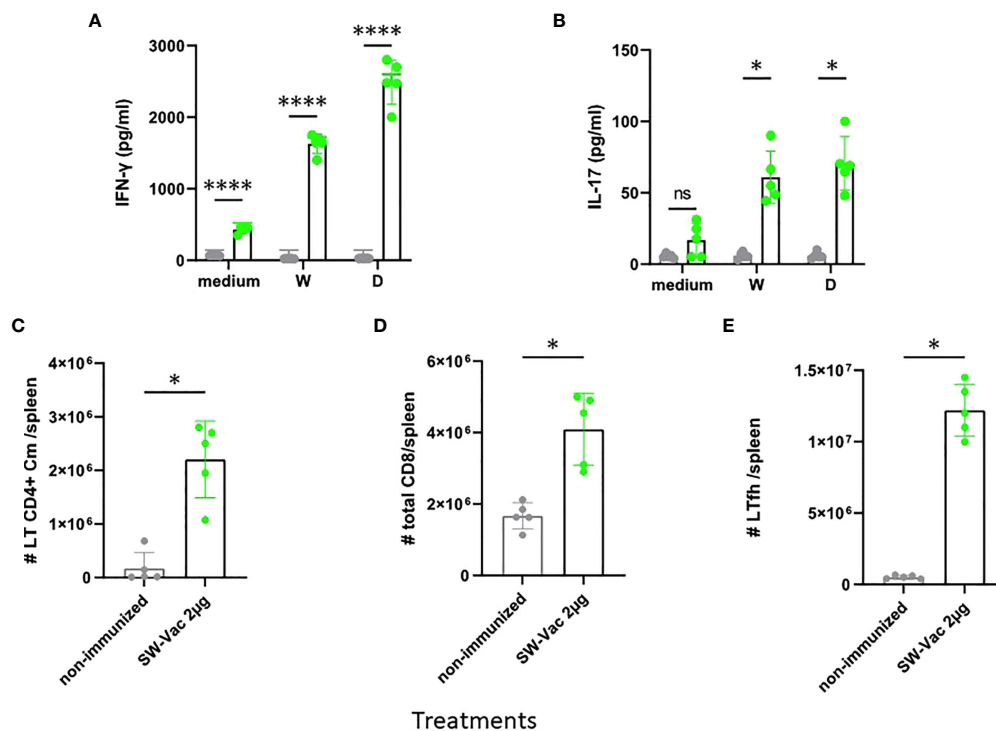 A
IFN-γ (pg/ml)
3000
2000
1000
0
****
****
****
medium W D
B
IL-17 (pg/ml)
150
100
50
0
ns
*
*
medium W D
C
# LT CD4+ Cm /spleen
4×10⁶
3×10⁶
2×10⁶
1×10⁶
0
*
non-immunized
SW-Vac 2µg
D
# total CD8/spleen
6×10⁶
4×10⁶
2×10⁶
0
*
non-immunized
SW-Vac 2µg
E
# LTfh /spleen
1.5×10⁷
1×10⁷
5×10⁶
0
*
non-immunized
SW-Vac 2µg
Treatments